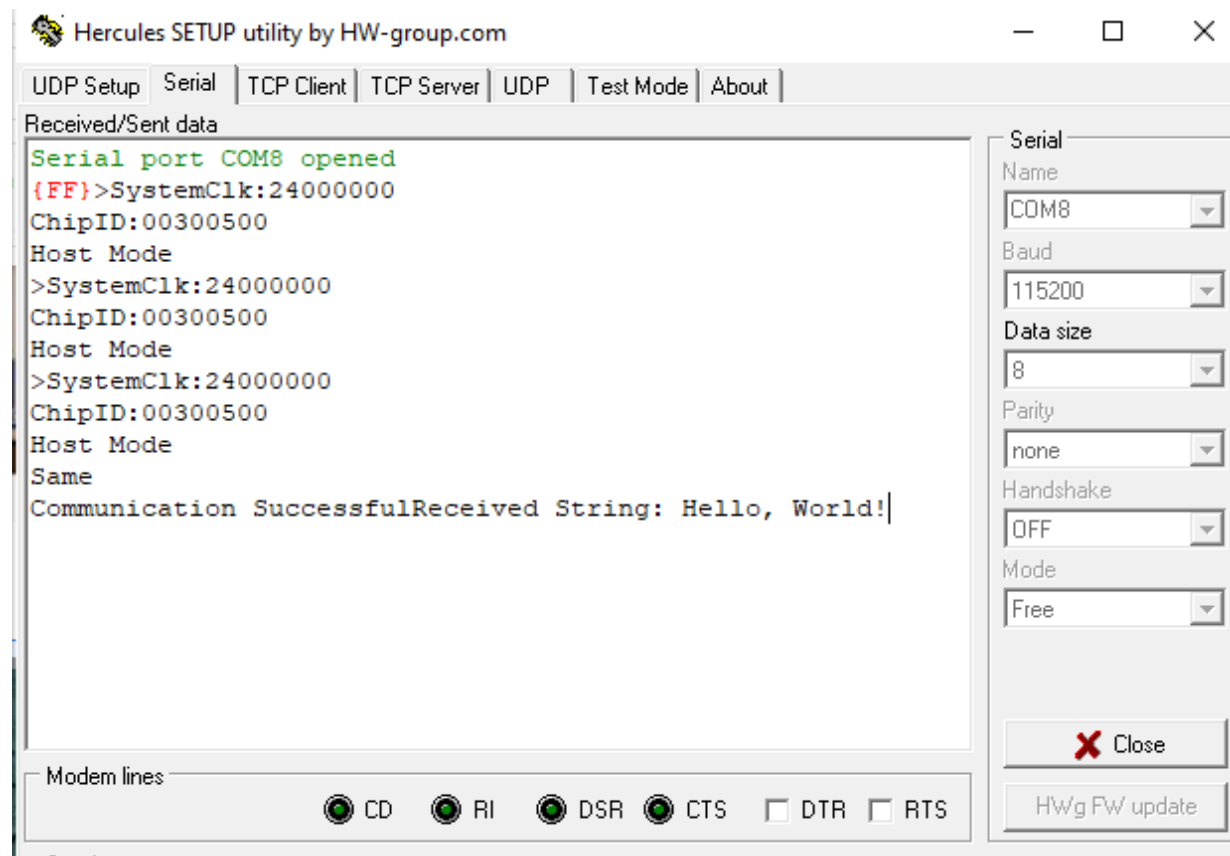 Hercules SETUP utility by HW-group.com
UDP Setup Serial TCP Client TCP Server UDP Test Mode About
Received/Sent data
Serial port COM8 opened
{FF}>SystemClk:24000000
ChipID:00300500
Host Mode
>SystemClk:24000000
ChipID:00300500
Host Mode
>SystemClk:24000000
ChipID:00300500
Host Mode
Same
Communication SuccessfulReceived String: Hello, World!
Serial
Name
COM8
Baud
115200
Data size
8
Parity
none
Handshake
OFF
Mode
Free
Close
HWg FW update
Modem lines
CD RI DSR CTS DTR RTS